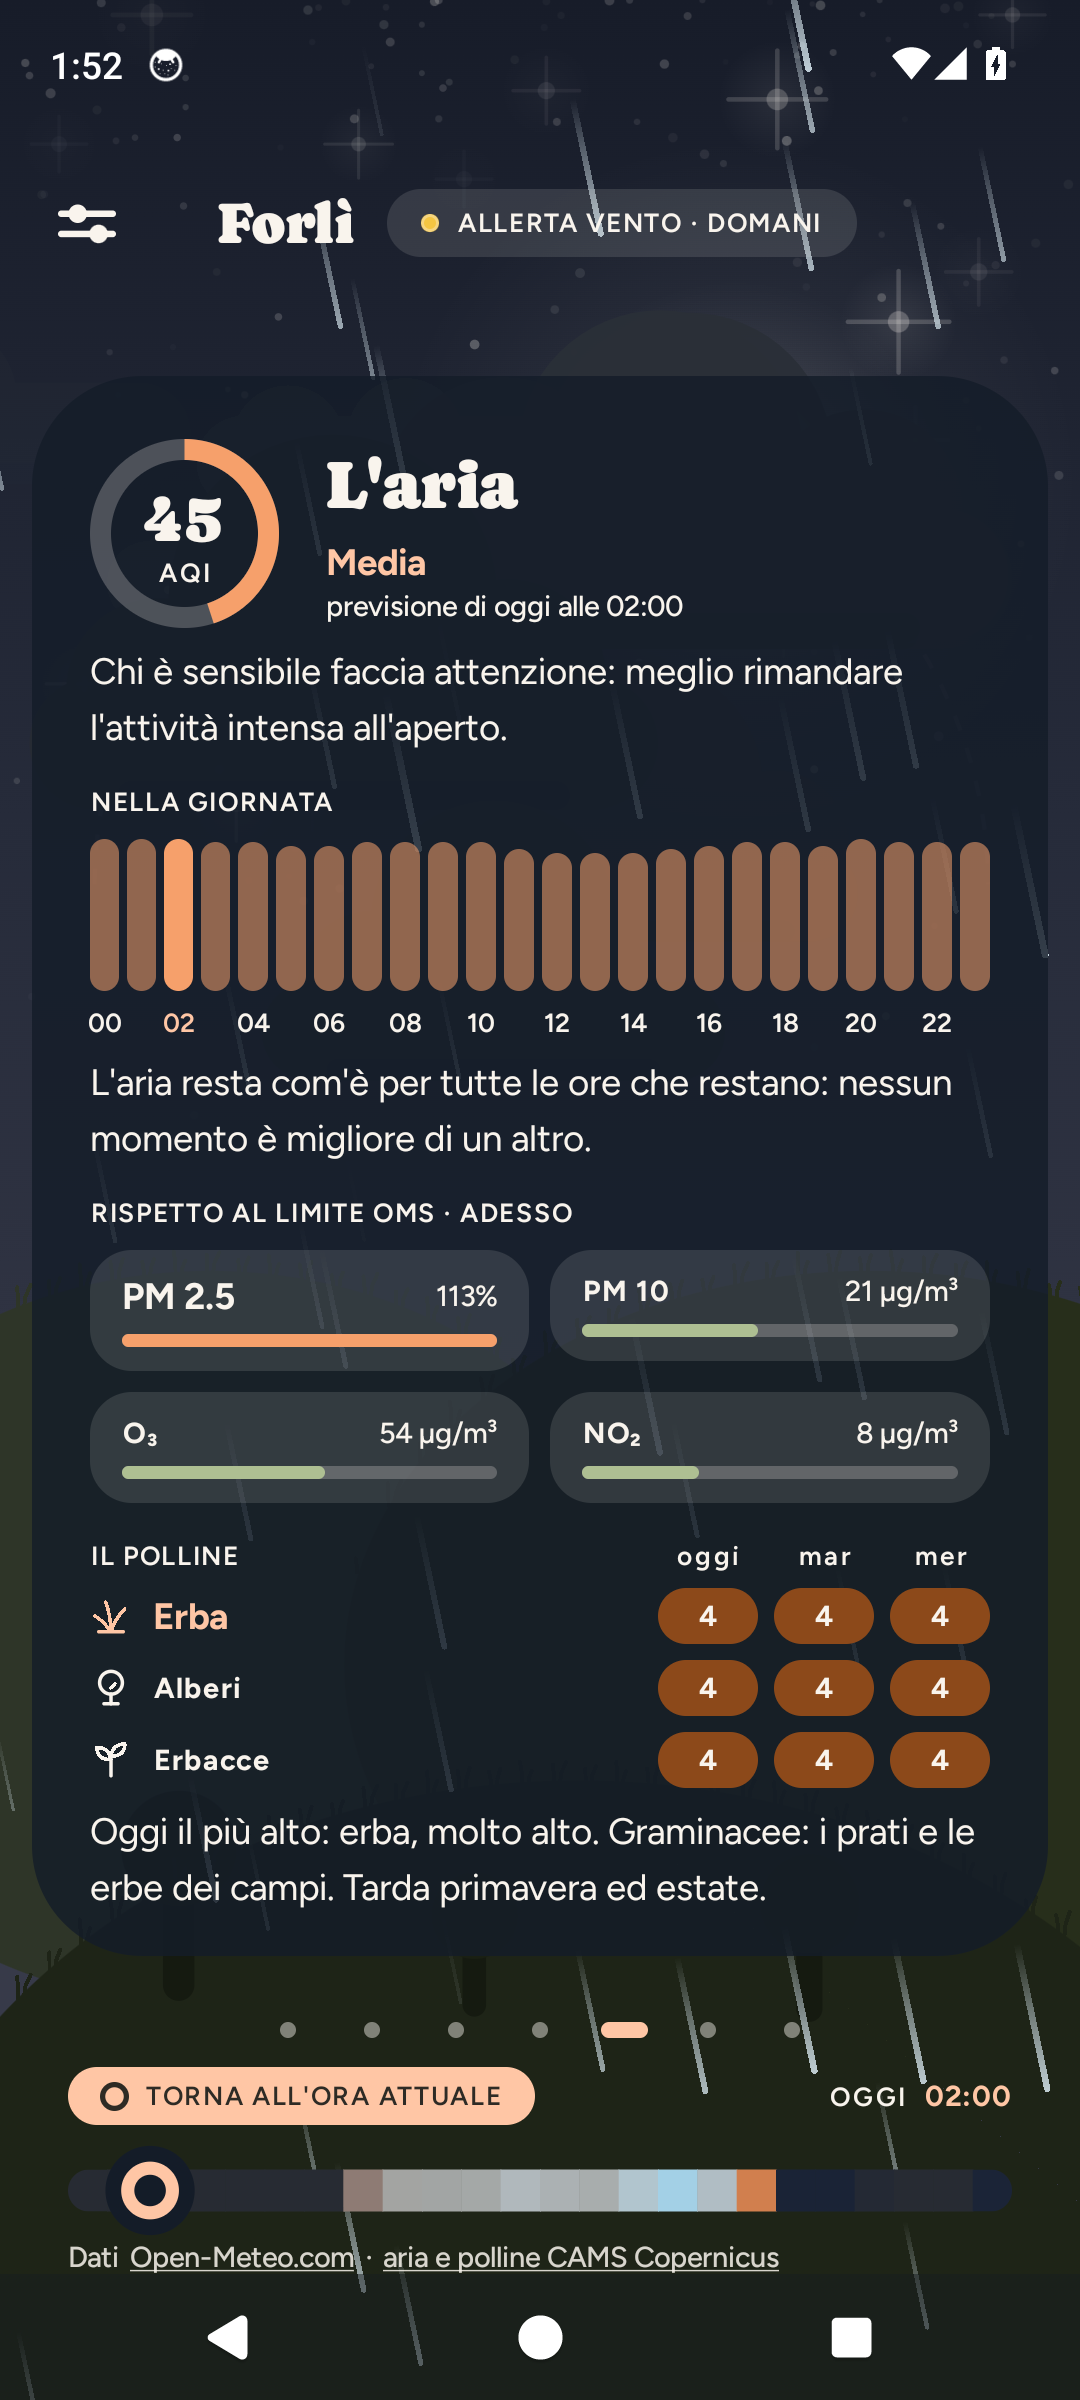 1:52
Forlì
ALLERTA VENTO · DOMANI
45
AQI
L'aria
Media
previsione di oggi alle 02:00
Chi è sensibile faccia attenzione: meglio rimandare
l'attività intensa all'aperto.
NELLA GIORNATA
00 02 04 06 08 10 12 14 16 18 20 22
L'aria resta com'è per tutte le ore che restano: nessun
momento è migliore di un altro.
RISPETTO AL LIMITE OMS · ADESSO
PM 2.5 113%
PM 10 21 µg/m³
O₃ 54 µg/m³
NO₂ 8 µg/m³
IL POLLINE oggi mar mer
Erba 4 4 4
Alberi 4 4 4
Erbacce 4 4 4
Oggi il più alto: erba, molto alto. Graminacee: i prati e le
erbe dei campi. Tarda primavera ed estate.
TORNA ALL'ORA ATTUALE
OGGI 02:00
Dati Open-Meteo.com · aria e polline CAMS Copernicus